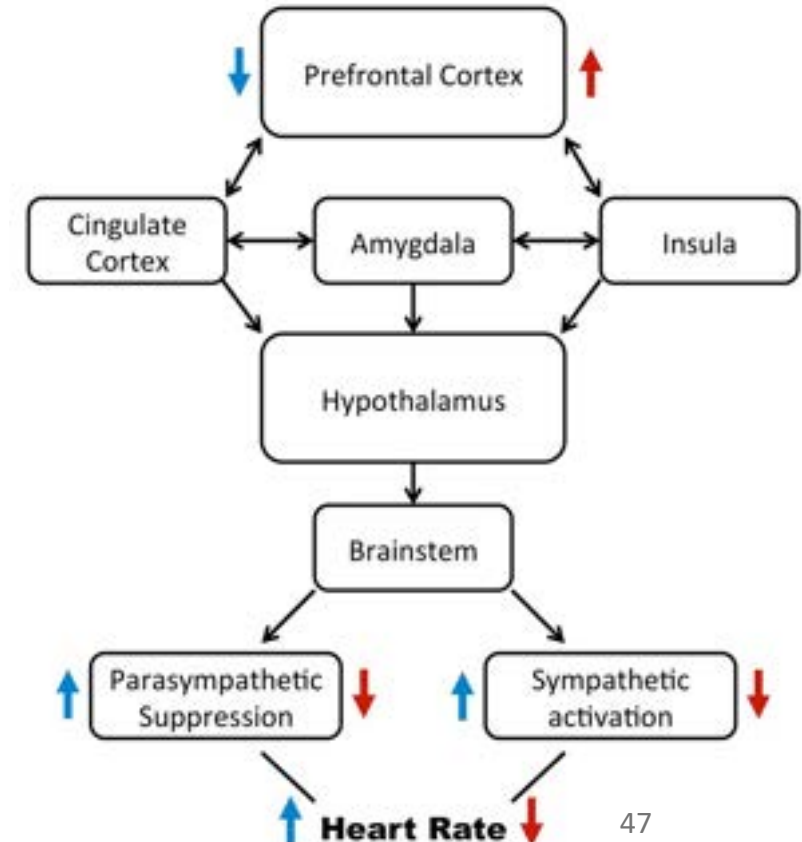 Prefrontal Cortex
Cingulate
Cortex
Amygdala
Insula
Hypothalamus
Brainstem
Parasympathetic
Suppression
Sympathetic
activation
Heart Rate
47